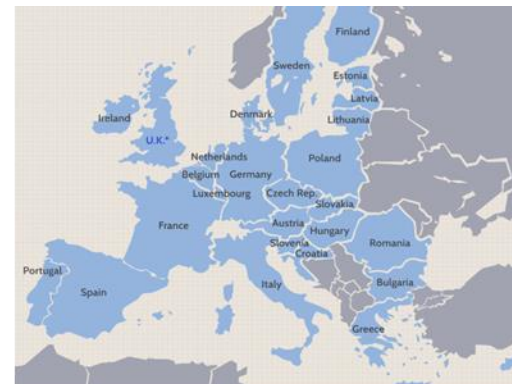 Finland
Sweden
Estonia
Latvia
Denmark
Lithuania
Ireland
U.K.*
Netherlands
Poland
Belgium
Germany
Luxembourg
Czech Rep.
Slovakia
France
Austria
Hungary
Slovenia
Romania
Croatia
Portugal
Italy
Bulgaria
Spain
Greece